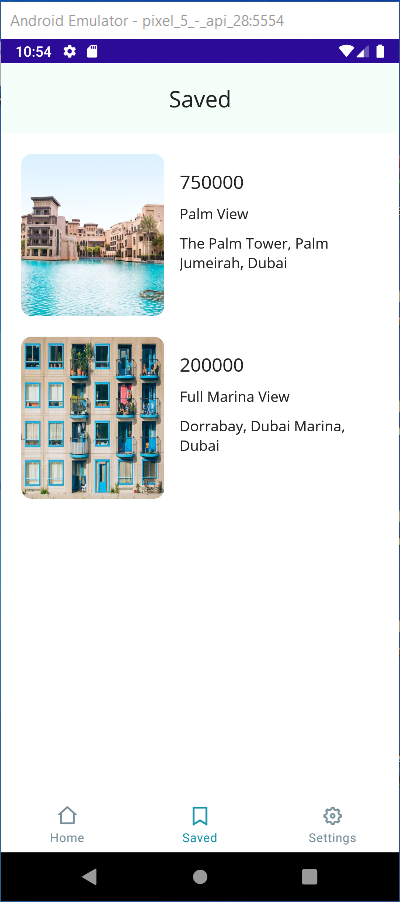 Android Emulator - pixel_5_-_api_28:5554
10:54
Saved
750000
Palm View
The Palm Tower, Palm
Jumeirah, Dubai
200000
Full Marina View
Dorrabay, Dubai Marina,
Dubai
Home
Saved
Settings